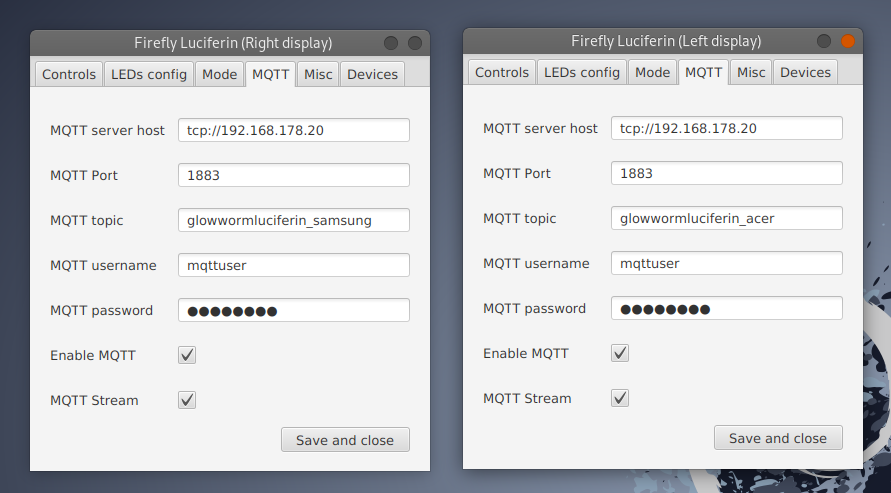 Firefly Luciferin (Right display)
Controls LEDs config Mode MQTT Misc Devices
MQTT server host tcp://192.168.178.20
MQTT Port 1883
MQTT topic glowwormluciferin_samsung
MQTT username mqttuser
MQTT password ●●●●●●●●
Enable MQTT
MQTT Stream
Save and close
Firefly Luciferin (Left display)
Controls LEDs config Mode MQTT Misc Devices
MQTT server host tcp://192.168.178.20
MQTT Port 1883
MQTT topic glowwormluciferin_acer
MQTT username mqttuser
MQTT password ●●●●●●●●
Enable MQTT
MQTT Stream
Save and close